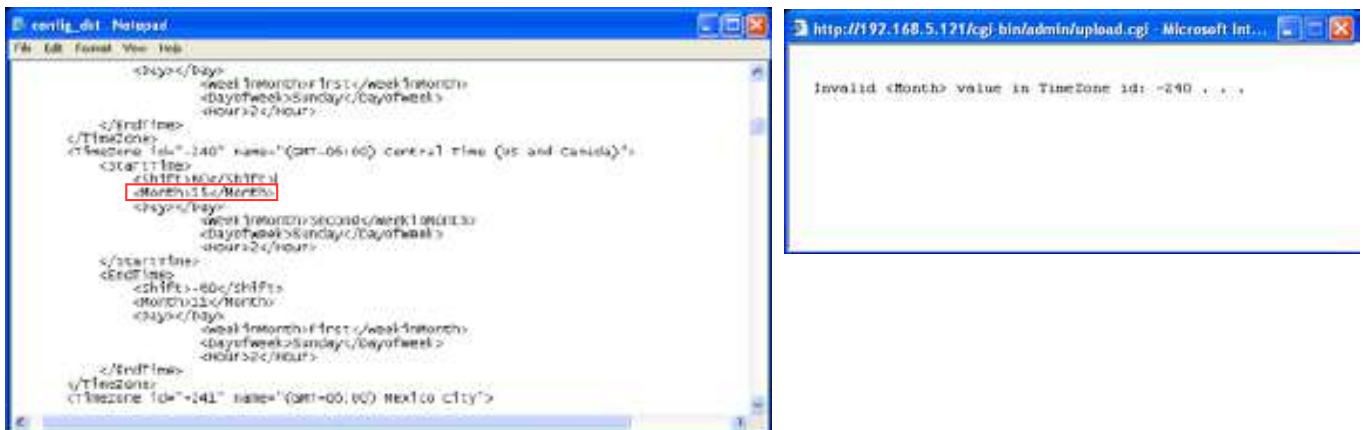 config_dst - Notepad
File Edit Format View Help
<Day></Day>
<WeekInMonth>First</WeekInMonth>
<DayofWeek>Sunday</DayofWeek>
<Hour>2</Hour>
</EndTime>
</TimeZone>
<TimeZone id="-240" name="(GMT-06:00) Central Time (US and Canada)">
<StartTime>
<Shift>60</Shift>
<Month>15</Month>
<Day></Day>
<WeekInMonth>Second</WeekInMonth>
<DayofWeek>Sunday</DayofWeek>
<Hour>2</Hour>
</StartTime>
<EndTime>
<Shift>-60</Shift>
<Month>11</Month>
<Day></Day>
<WeekInMonth>First</WeekInMonth>
<DayofWeek>Sunday</DayofWeek>
<Hour>2</Hour>
</EndTime>
</TimeZone>
<TimeZone id="-241" name="(GMT-06:00) Mexico City">
http://192.168.5.121/cgi-bin/admin/upload.cgi - Microsoft Int...
Invalid <Month> value in TimeZone id: -240 . . .